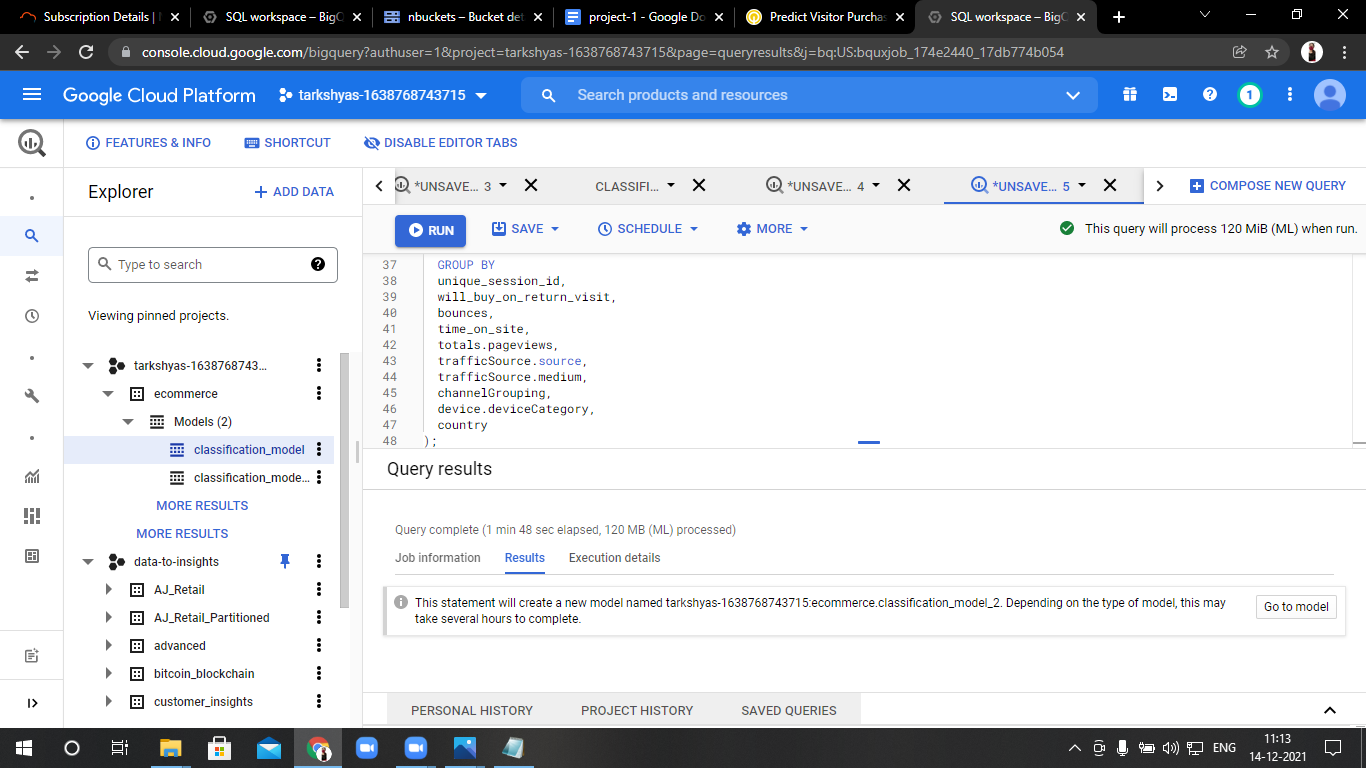 Subscription Details | N
SQL workspace – BigQ
nbuckets – Bucket det
project-1 - Google Do
Predict Visitor Purchas
SQL workspace – BigQ
console.cloud.google.com/bigquery?authuser=1&project=tarkshyas-1638768743715&page=queryresults&j=bq:US:bquxjob_174e2440_17db774b054
Google Cloud Platform
tarkshyas-1638768743715
Search products and resources
1
FEATURES & INFO
SHORTCUT
DISABLE EDITOR TABS
Explorer
+ ADD DATA
*UNSAVE... 3
CLASSIFI...
*UNSAVE... 4
*UNSAVE... 5
COMPOSE NEW QUERY
RUN
SAVE
SCHEDULE
MORE
This query will process 120 MiB (ML) when run.
Type to search
Viewing pinned projects.
tarkshyas-1638768743...
ecommerce
Models (2)
classification_model
classification_mode...
MORE RESULTS
MORE RESULTS
data-to-insights
AJ_Retail
AJ_Retail_Partitioned
advanced
bitcoin_blockchain
customer_insights
37 GROUP BY
38 unique_session_id,
39 will_buy_on_return_visit,
40 bounces,
41 time_on_site,
42 totals.pageviews,
43 trafficSource.source,
44 trafficSource.medium,
45 channelGrouping,
46 device.deviceCategory,
47 country
48 );
Query results
Query complete (1 min 48 sec elapsed, 120 MB (ML) processed)
Job information
Results
Execution details
This statement will create a new model named tarkshyas-1638768743715:ecommerce.classification_model_2. Depending on the type of model, this may
take several hours to complete.
Go to model
PERSONAL HISTORY
PROJECT HISTORY
SAVED QUERIES
ENG
11:13
14-12-2021